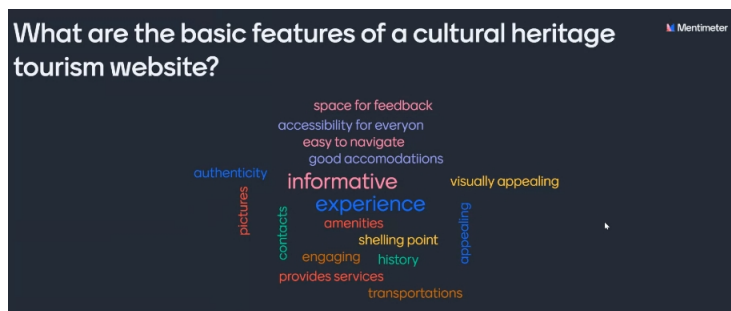 What are the basic features of a cultural heritage
tourism website?
Mentimeter
space for feedback
accessibility for everyon
easy to navigate
good accomodatiions
authenticity
informative
visually appealing
pictures
experience
contacts
amenities
appealing
shelling point
engaging
history
provides services
transportations